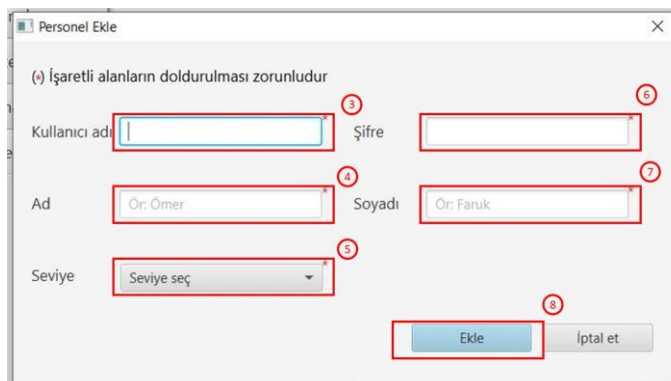 Personel Ekle
(*) İşaretli alanların doldurulması zorunludur
3
6
Kullanıcı adı
*
Şifre
*
4
7
Ad
Ör: Ömer
*
Soyadı
Ör: Faruk
*
5
Seviye
Seviye seç
*
8
Ekle
İptal et